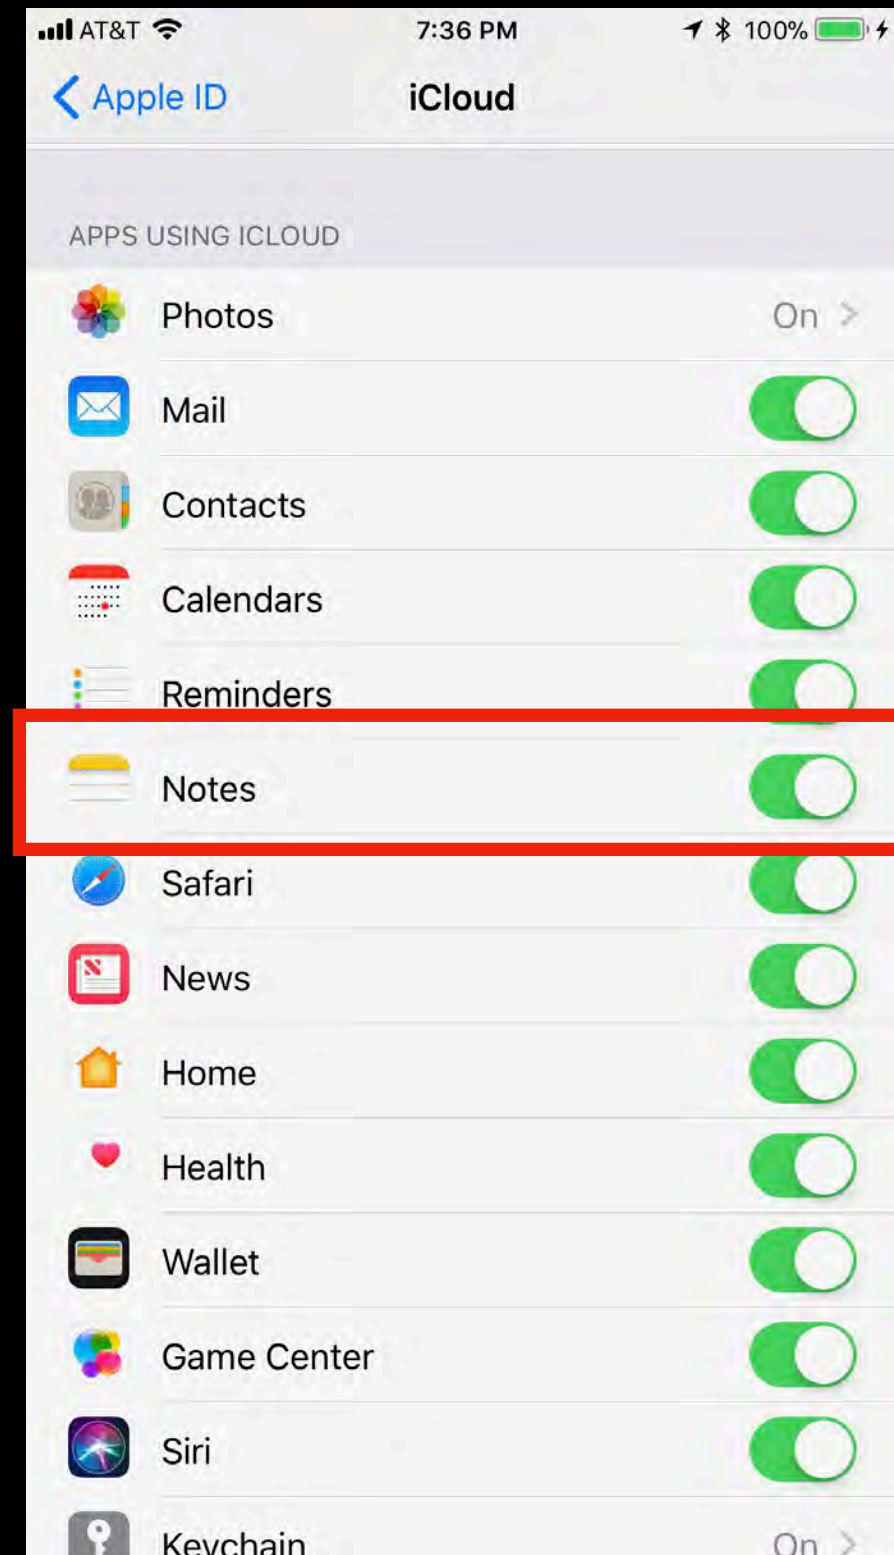 AT&T 7:36 PM 100%
Apple ID iCloud
APPS USING ICLOUD
Photos On
Mail
Contacts
Calendars
Reminders
Notes
Safari
News
Home
Health
Wallet
Game Center
Siri
Keychain On